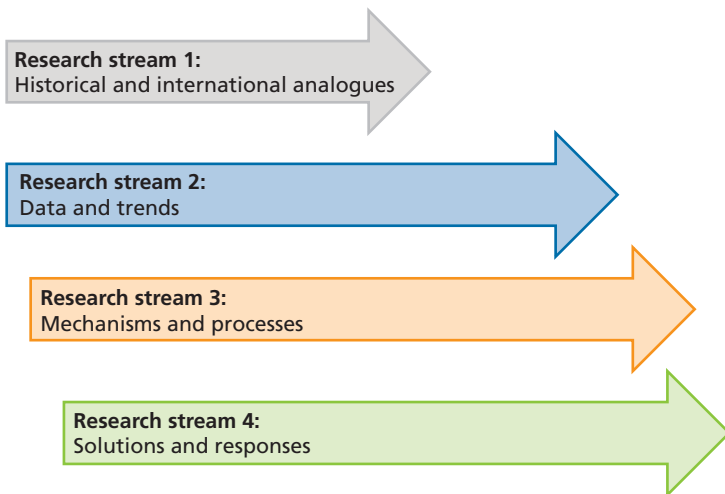 Research stream 1:
Historical and international analogues
Research stream 2:
Data and trends
Research stream 3:
Mechanisms and processes
Research stream 4:
Solutions and responses